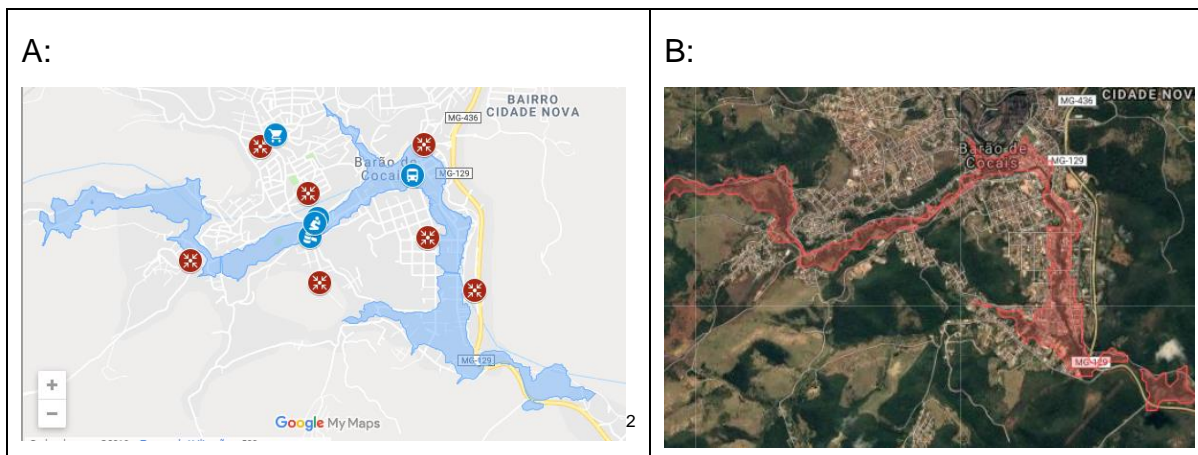 A:
BAIRRO
CIDADE NOVA
MG-436
Barão de
Cocais
MG-129
MG-129
+
−
Google My Maps
2
B:
CIDADE NOV
MG-436
Barão de
Cocais
MG-129
MG-129